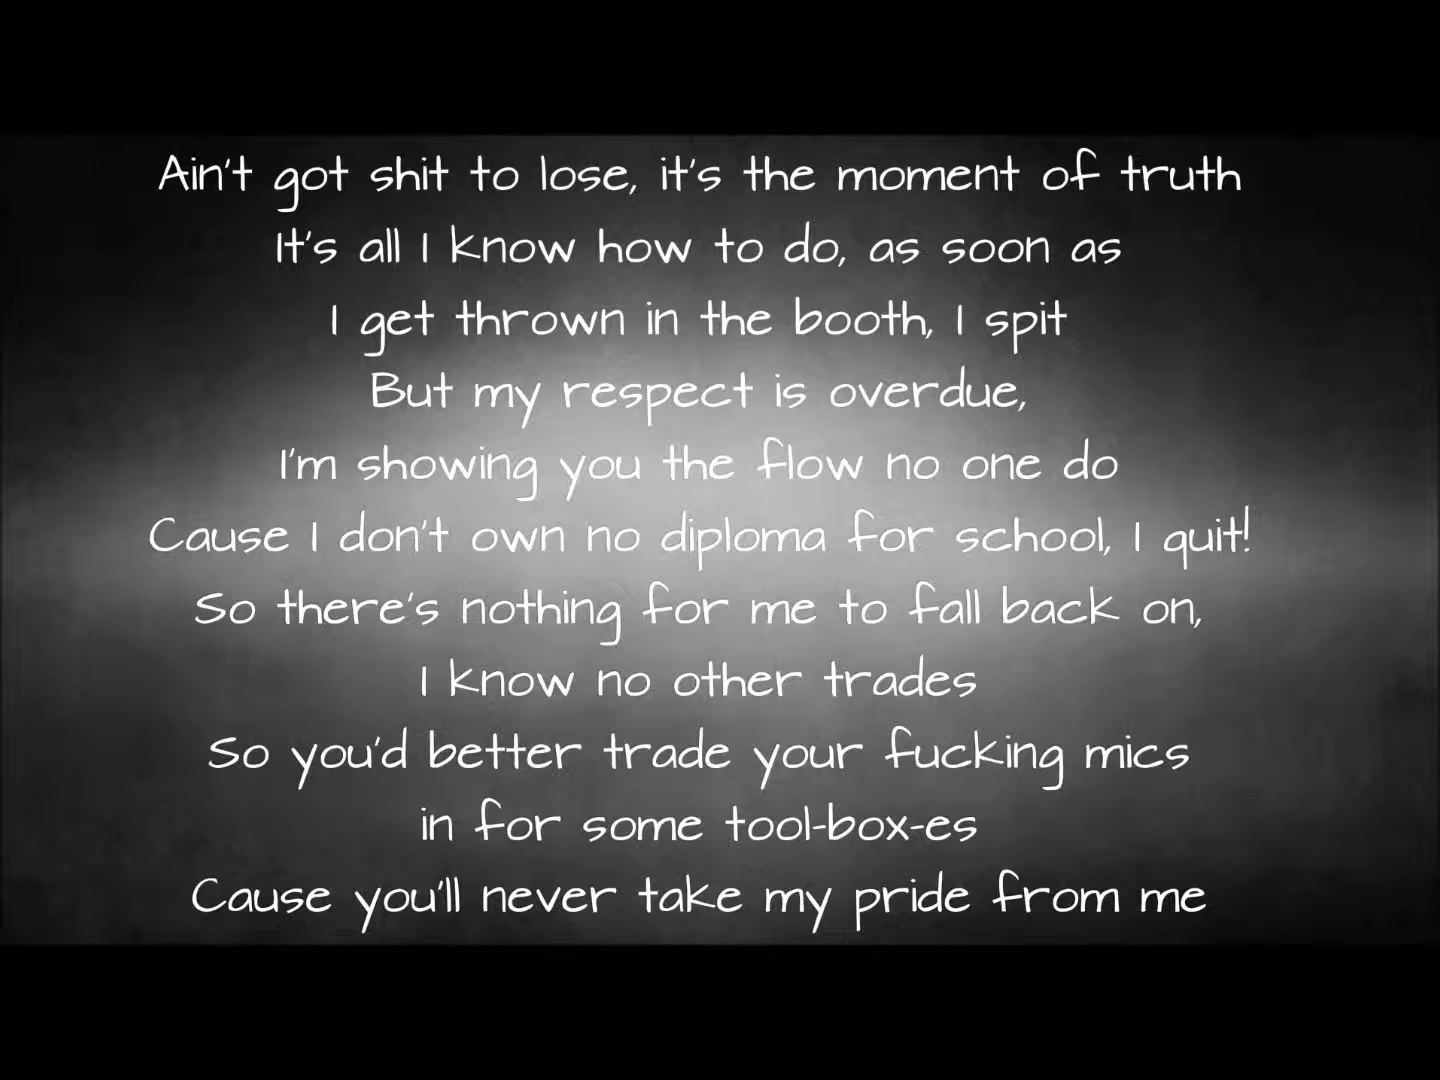 Ain't got shit to lose, it's the moment of truth
It's all I know how to do, as soon as
I get thrown in the booth, I spit
But my respect is overdue,
I'm showing you the flow no one do
Cause I don't own no diploma for school, I quit!
So there's nothing for me to fall back on,
I know no other trades
So you'd better trade your fucking mics
in for some tool-box-es
Cause you'll never take my pride from me